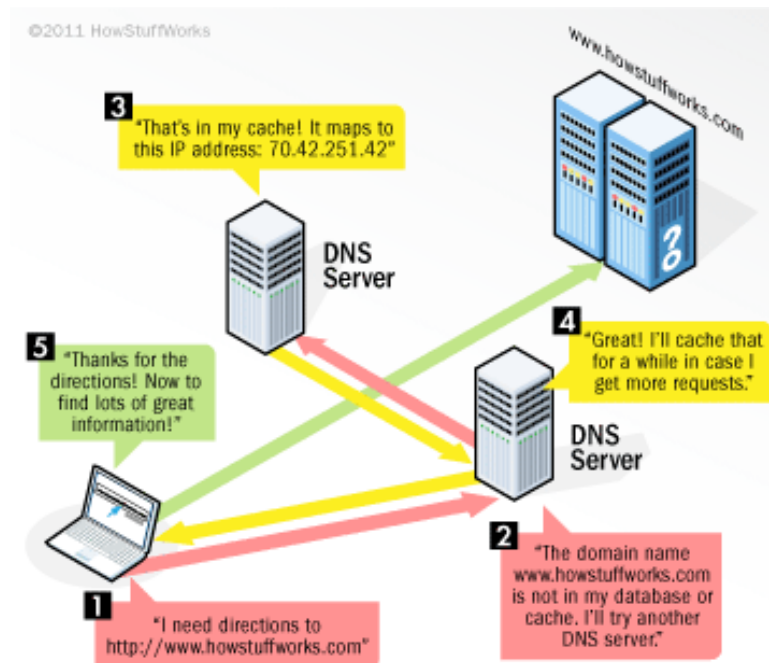 ©2011 HowStuffWorks
www.howstuffworks.com
3
"That's in my cache! It maps to
this IP address: 70.42.251.42"
DNS
Server
4
"Great! I'll cache that
for a while in case I
get more requests."
5
"Thanks for the
directions! Now to
find lots of great
information!"
DNS
Server
2
"The domain name
www.howstuffworks.com
is not in my database or
cache. I'll try another
DNS server."
1
"I need directions to
http://www.howstuffworks.com"